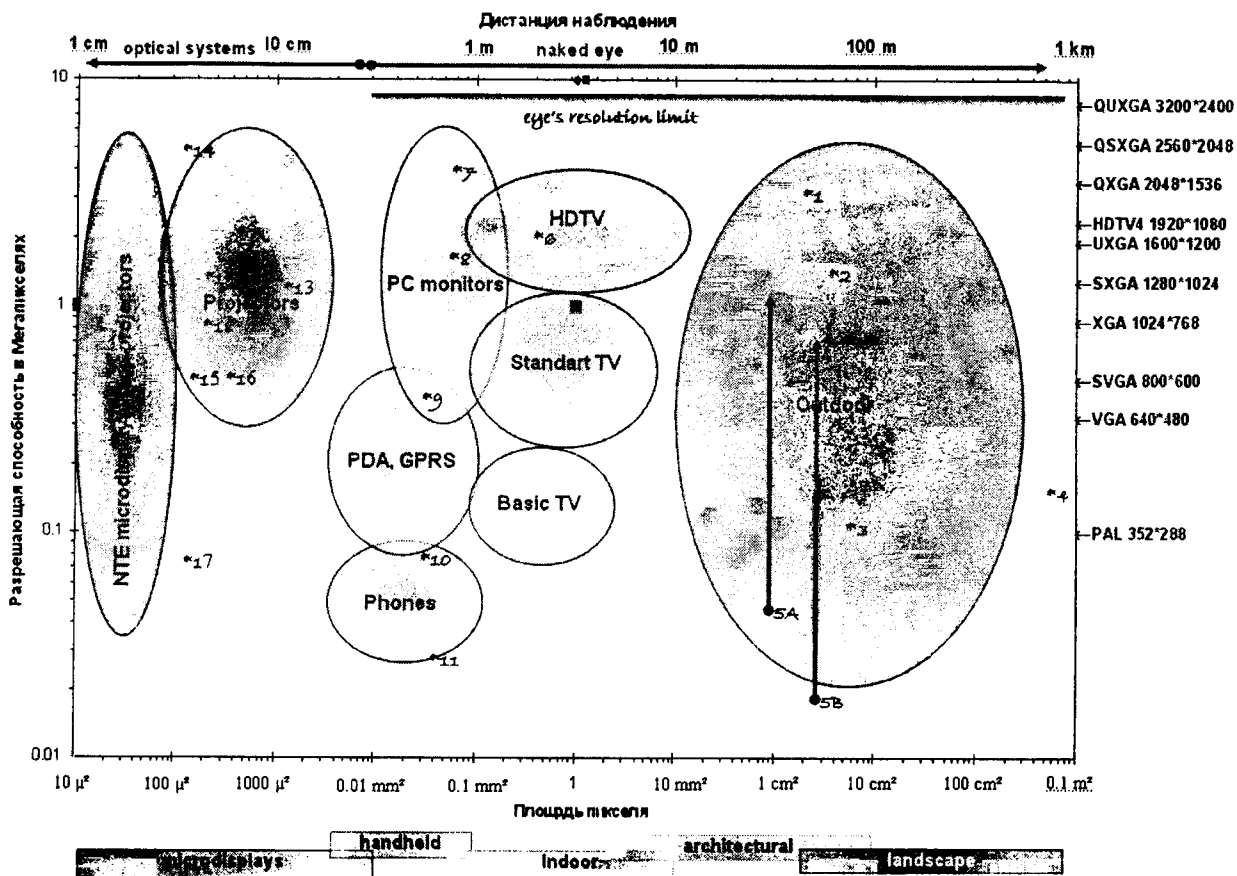 Дистанция наблюдения
1 cm optical systems 10 cm 1 m naked eye 10 m 100 m 1 km
10
eye's resolution limit
QUXGA 3200*2400
*14
QSXGA 2560*2048
*7
*1
QXGA 2048*1536
HDTV
*6
HDTV4 1920*1080
UXGA 1600*1200
*8
*2
PC monitors
*13
SXGA 1280*1024
1
Projectors
*12
XGA 1024*768
Standart TV
*15 *16
SVGA 800*600
*9
Outdoor
VGA 640*480
PDA, GPRS
Basic TV
*4
0.1
*3
PAL 352*288
*17
*10
Phones
5A
*11
5B
0.01
NTE microdisplays
projectors
Разрешающая способность в Мегапикселях
10 µ² 100 µ² 1000 µ² 0.01 mm² 0.1 mm² 1 10 mm² 1 cm² 10 cm² 100 cm² 0.1 m²
Площрдь пикселя
handheld
architectural
microdisplays
Indoor
landscape